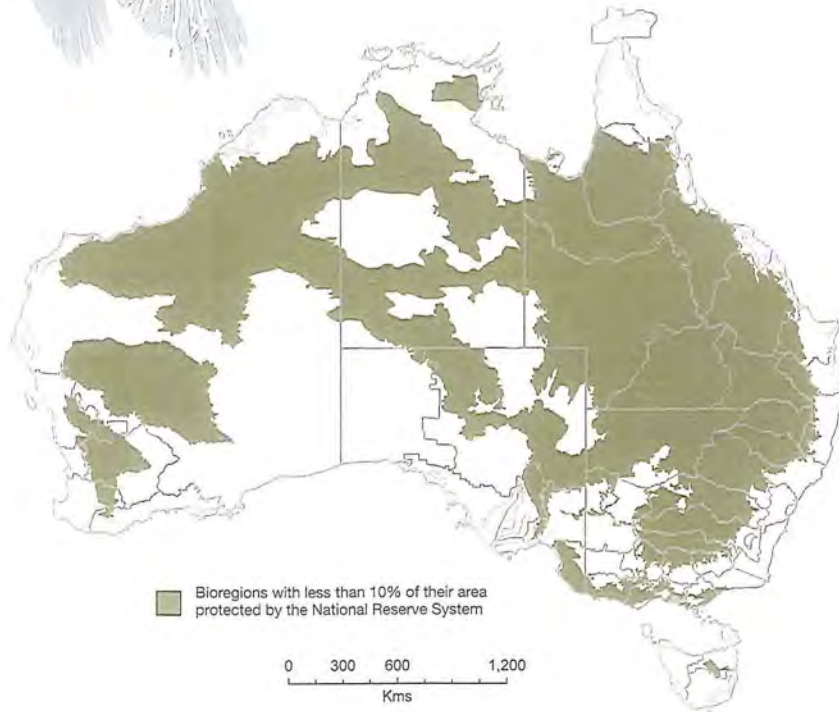 Bioregions with less than 10% of their area
protected by the National Reserve System
0 300 600 1,200
Kms